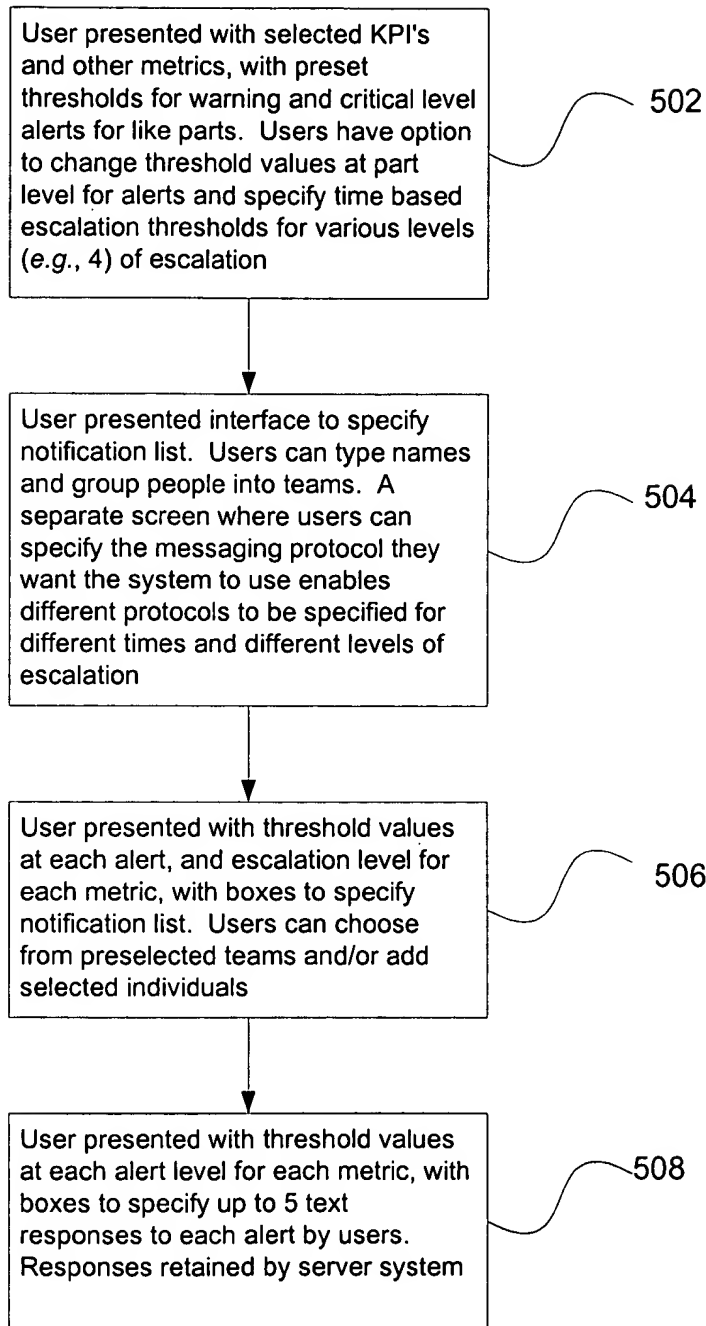 User presented with selected KPI's
and other metrics, with preset
thresholds for warning and critical level
alerts for like parts.  Users have option
to change threshold values at part
level for alerts and specify time based
escalation thresholds for various levels
(e.g., 4) of escalation
502
User presented interface to specify
notification list.  Users can type names
and group people into teams.  A
separate screen where users can
specify the messaging protocol they
want the system to use enables
different protocols to be specified for
different times and different levels of
escalation
504
User presented with threshold values
at each alert, and escalation level for
each metric, with boxes to specify
notification list.  Users can choose
from preselected teams and/or add
selected individuals
506
User presented with threshold values
at each alert level for each metric, with
boxes to specify up to 5 text
responses to each alert by users.
Responses retained by server system
508